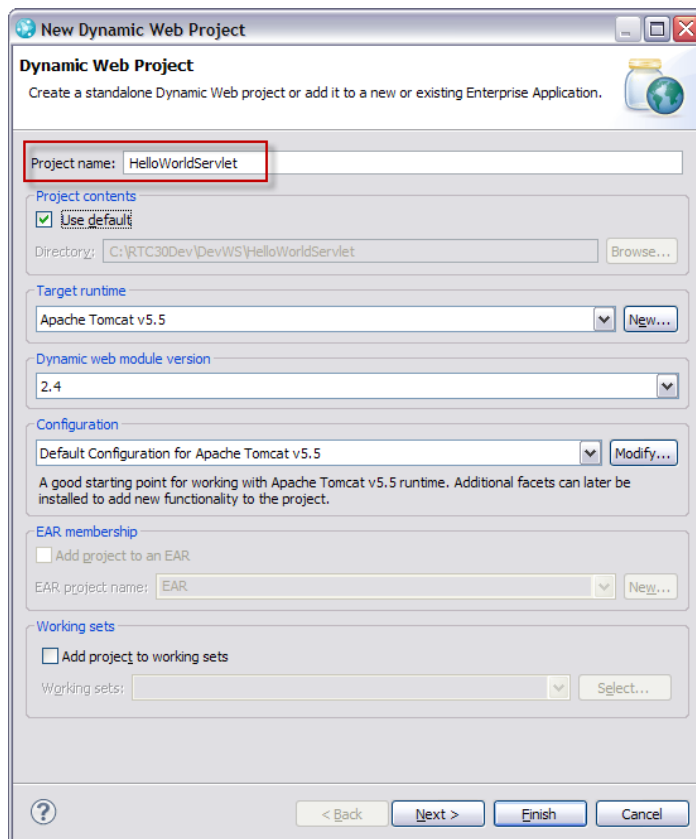 New Dynamic Web Project
Dynamic Web Project
Create a standalone Dynamic Web project or add it to a new or existing Enterprise Application.
Project name: HelloWorldServlet
Project contents
Use default
Directory: C:\RTC30Dev\DevWS\HelloWorldServlet Browse...
Target runtime
Apache Tomcat v5.5 New...
Dynamic web module version
2.4
Configuration
Default Configuration for Apache Tomcat v5.5 Modify...
A good starting point for working with Apache Tomcat v5.5 runtime. Additional facets can later be
installed to add new functionality to the project.
EAR membership
Add project to an EAR
EAR project name: EAR New...
Working sets
Add project to working sets
Working sets: Select...
? < Back Next > Finish Cancel